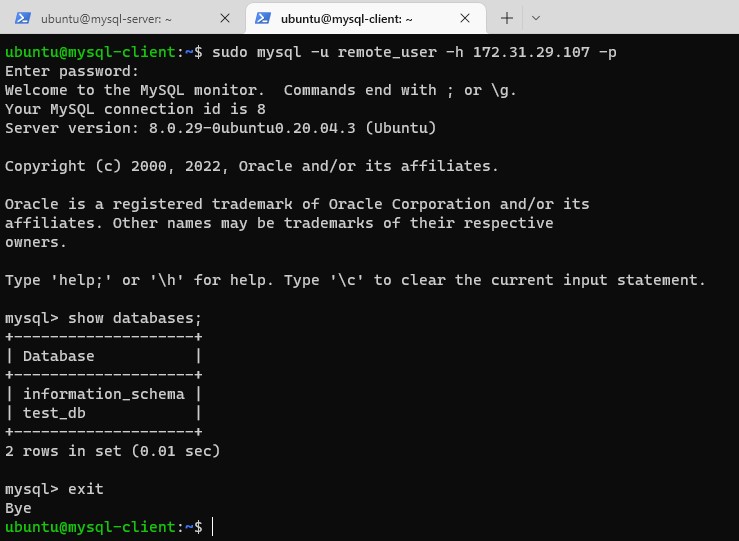 ubuntu@mysql-server: ~
ubuntu@mysql-client: ~
ubuntu@mysql-client:~$ sudo mysql -u remote_user -h 172.31.29.107 -p
Enter password:
Welcome to the MySQL monitor.  Commands end with ; or \g.
Your MySQL connection id is 8
Server version: 8.0.29-0ubuntu0.20.04.3 (Ubuntu)
Copyright (c) 2000, 2022, Oracle and/or its affiliates.
Oracle is a registered trademark of Oracle Corporation and/or its
affiliates. Other names may be trademarks of their respective
owners.
Type 'help;' or '\h' for help. Type '\c' to clear the current input statement.
mysql> show databases;
+--------------------+
| Database           |
+--------------------+
| information_schema |
| test_db            |
+--------------------+
2 rows in set (0.01 sec)
mysql> exit
Bye
ubuntu@mysql-client:~$